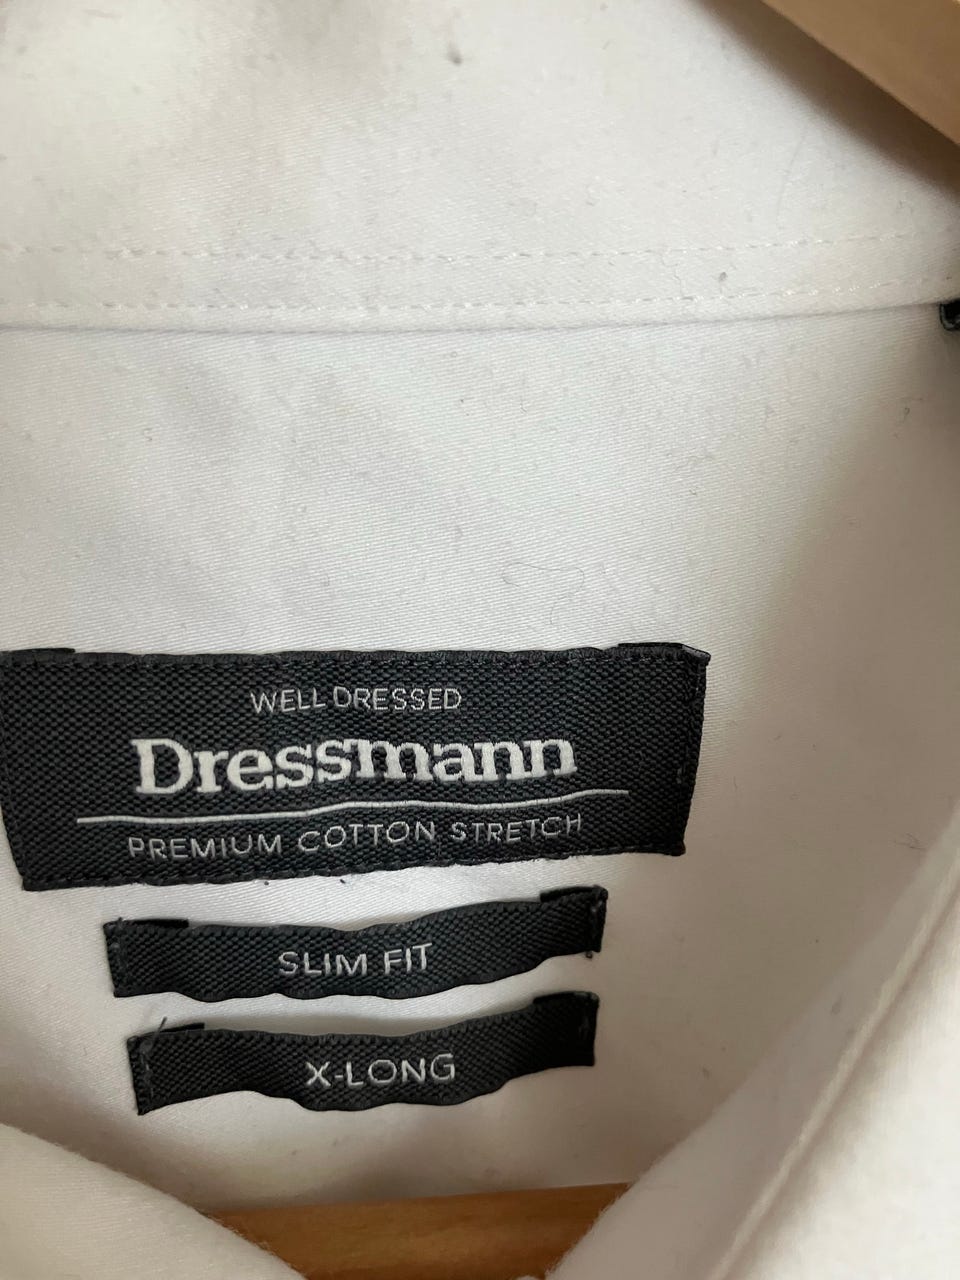 WELL DRESSED
Dressmann
PREMIUM COTTON STRETCH
SLIM FIT
X-LONG